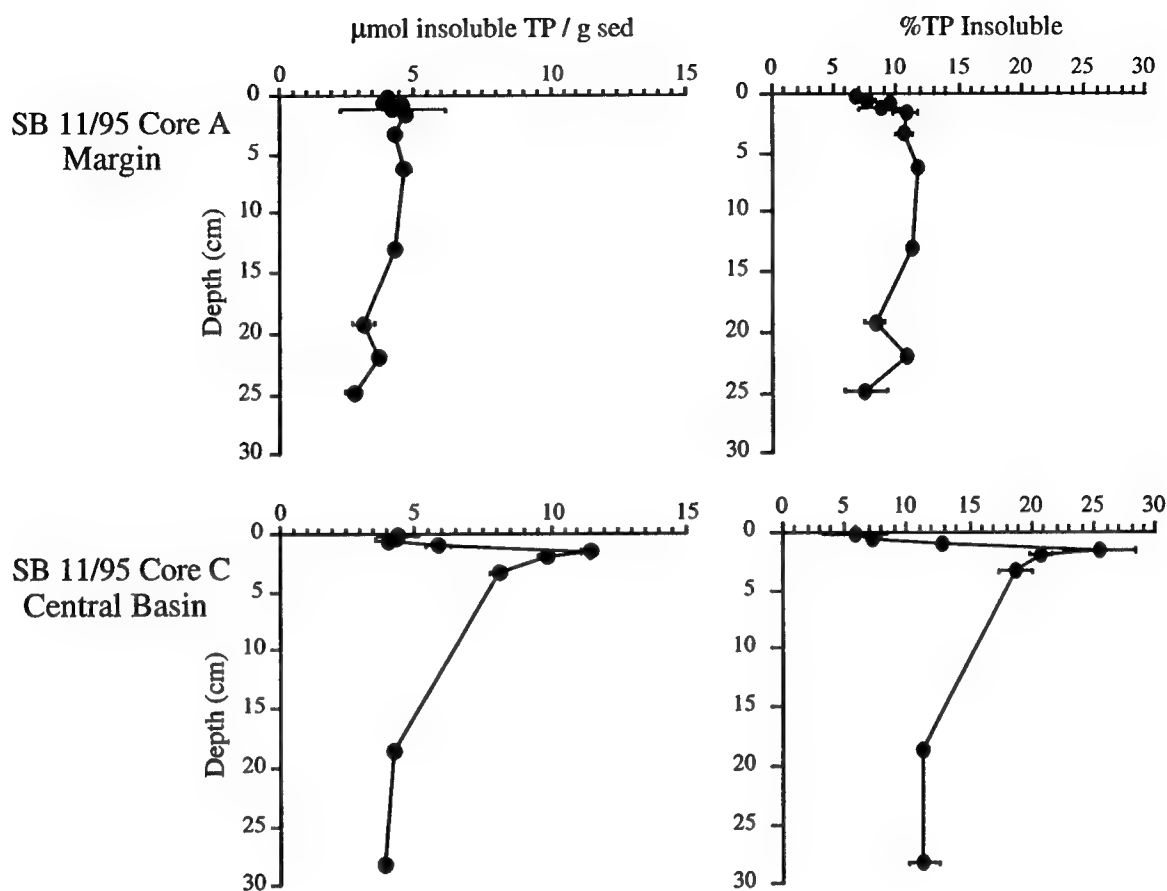 µmol insoluble TP / g sed
%TP Insoluble
0 5 10 15
0 5 10 15 20 25 30
SB 11/95 Core A
Margin
Depth (cm)
0
5
10
15
20
25
30
0
5
10
15
20
25
30
0 5 10 15
0 5 10 15 20 25 30
SB 11/95 Core C
Central Basin
Depth (cm)
0
5
10
15
20
25
30
0
5
10
15
20
25
30